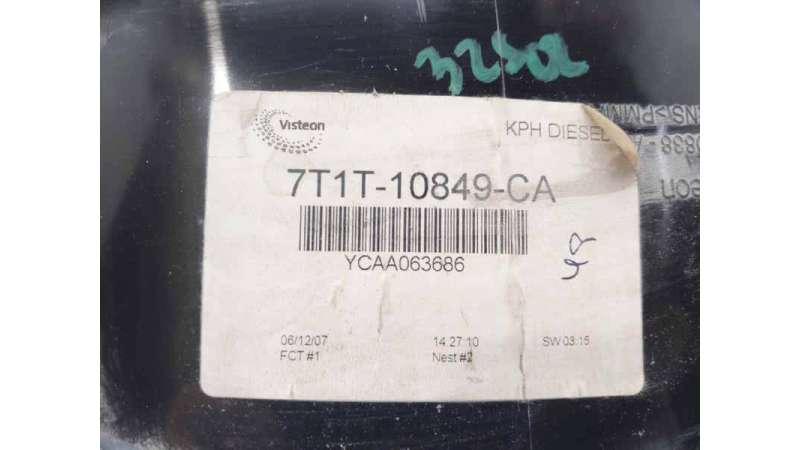 32502
Visteon
KPH DIESEL
7T1T-10849-CA
YCAA063686
06/12/07 14 27 10 SW 03:15
FCT #1 Nest #2